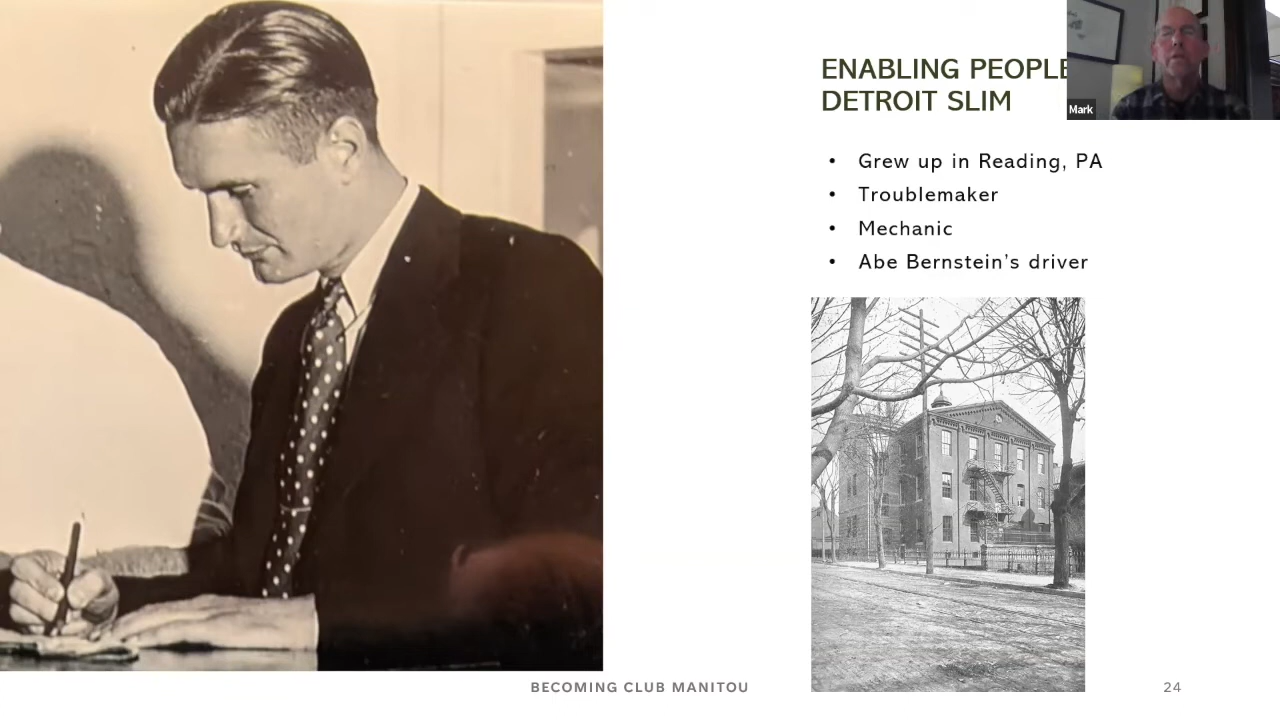 ENABLING PEOPLE
DETROIT SLIM
Mark
• Grew up in Reading, PA
• Troublemaker
• Mechanic
• Abe Bernstein's driver
BECOMING CLUB MANITOU
24